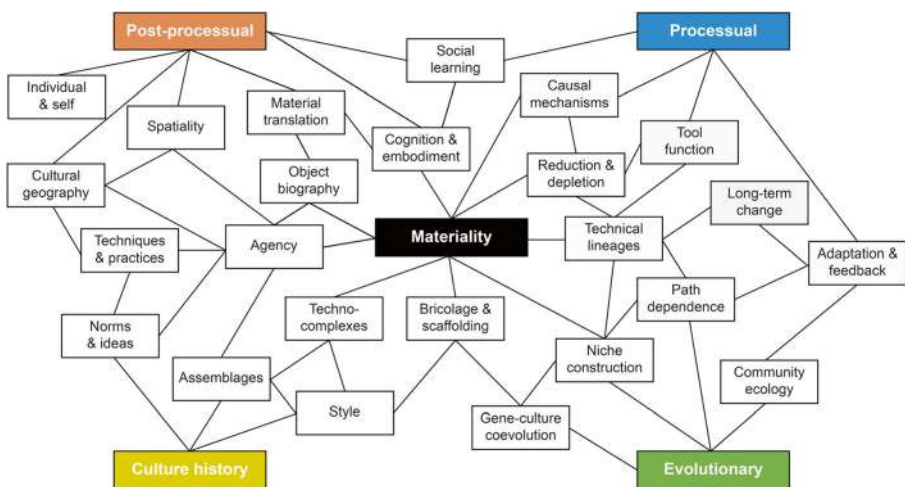 Post-processual
Processual
Social
learning
Individual
& self
Material
translation
Causal
mechanisms
Spatiality
Cognition &
embodiment
Tool
function
Cultural
geography
Object
biography
Reduction &
depletion
Long-term
change
Techniques
& practices
Agency
Materiality
Technical
lineages
Adaptation &
feedback
Norms
& ideas
Techno-
complexes
Bricolage &
scaffolding
Path
dependence
Assemblages
Niche
construction
Community
ecology
Style
Gene-culture
coevolution
Culture history
Evolutionary